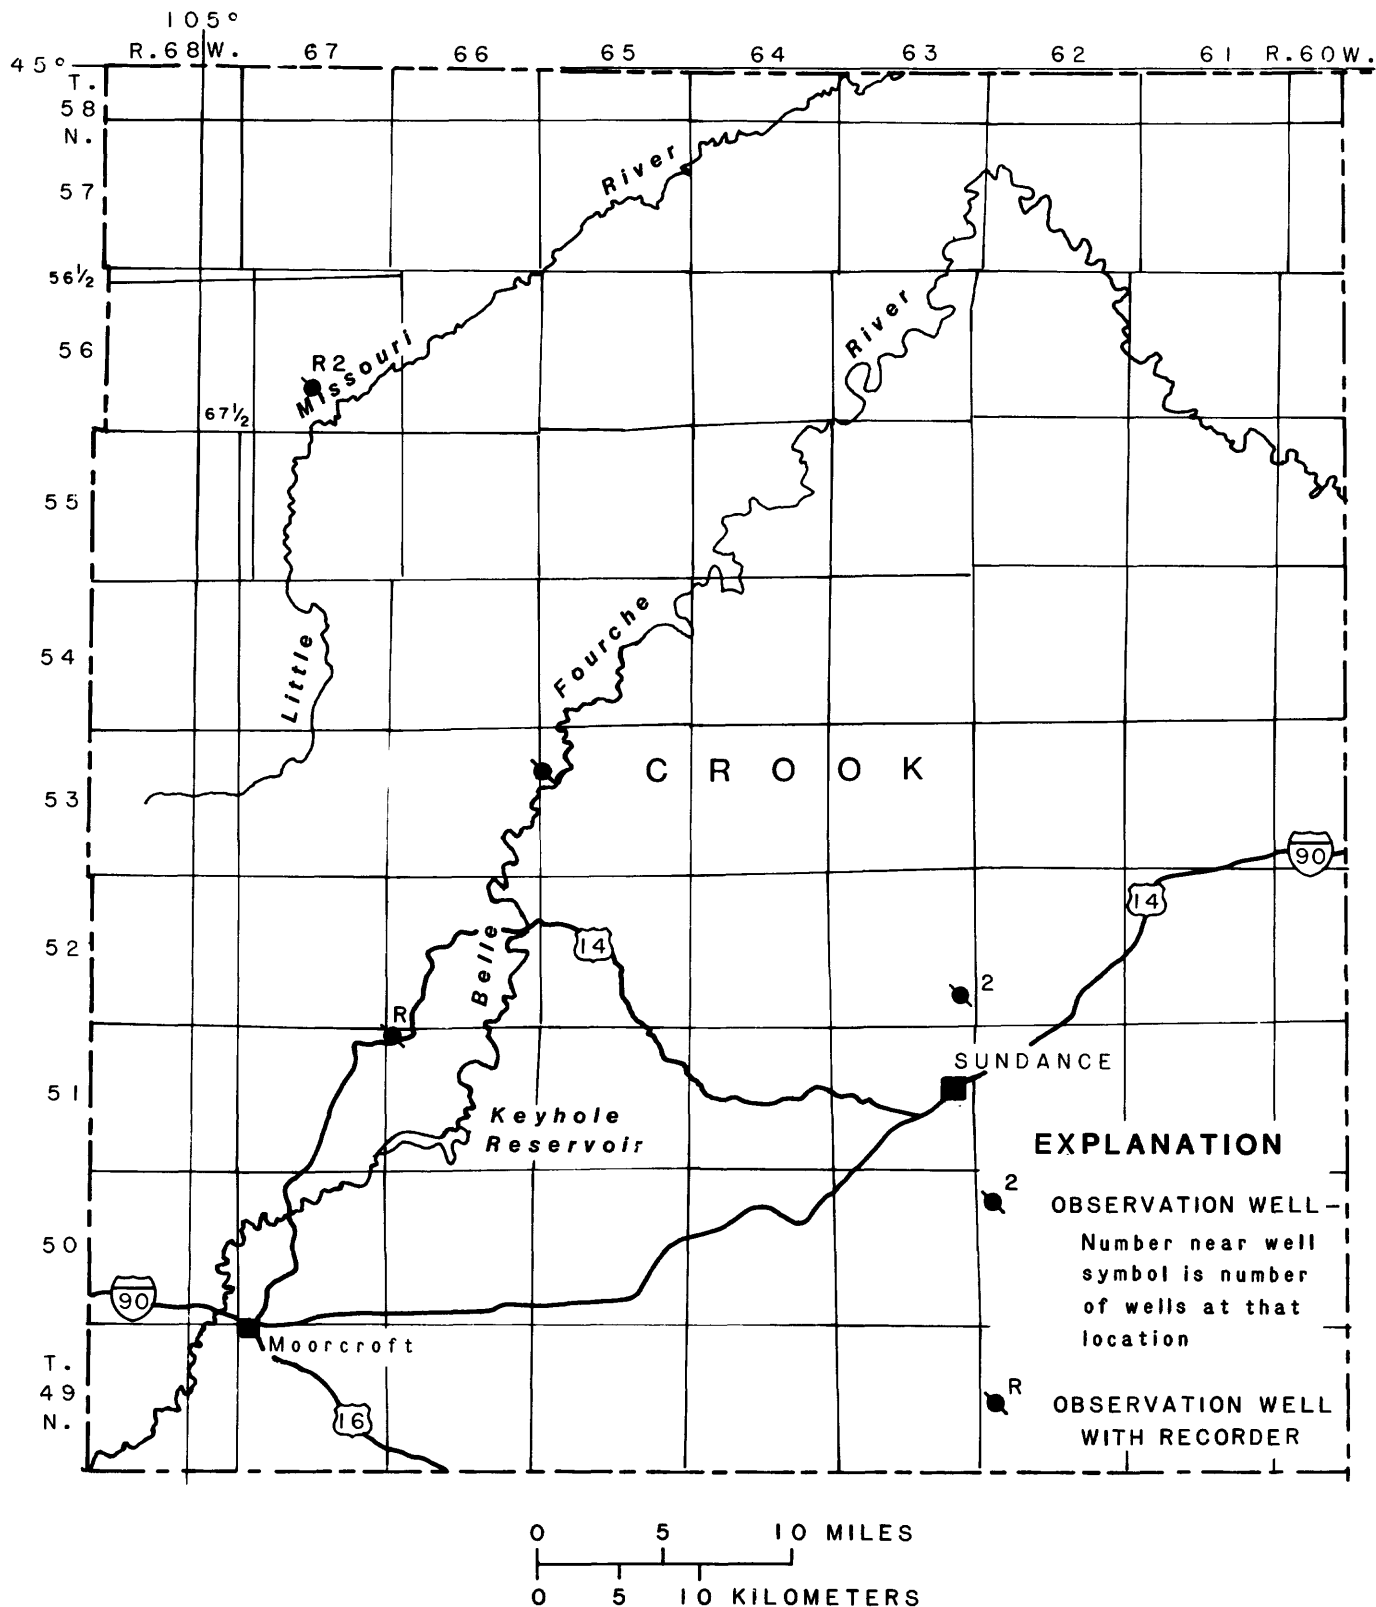 105°
R.68W. 67 66 65 64 63 62 61 R.60W.
45°
T.
58
N.
57
River
56½
River
56
R2
Missouri
67½
55
Fourche
54
Little
CROOK
53
90
14
52
Belle
14
2
R
SUNDANCE
51
Keyhole
Reservoir
EXPLANATION
2
OBSERVATION WELL–
Number near well
symbol is number
of wells at that
location
50
90
Moorcroft
T.
49
N.
16
R
OBSERVATION WELL
WITH RECORDER
0 5 10 MILES
0 5 10 KILOMETERS